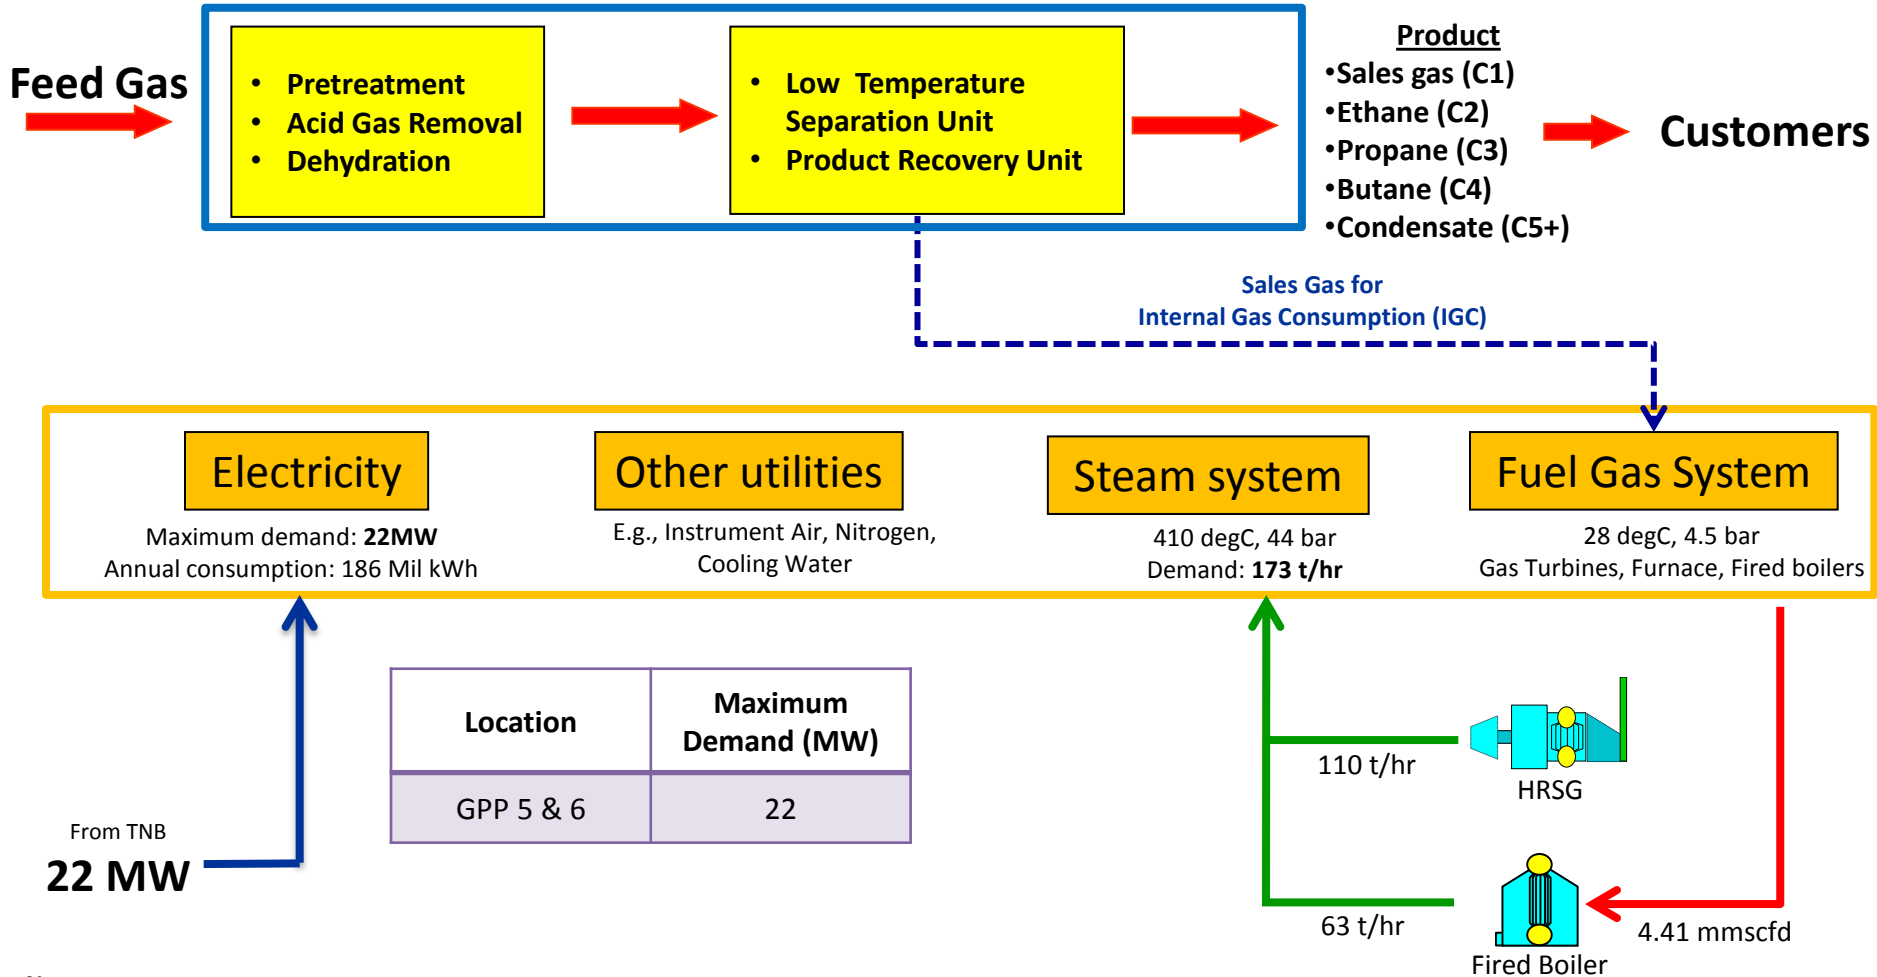 Feed Gas
• Pretreatment
• Acid Gas Removal
• Dehydration
• Low Temperature
Separation Unit
• Product Recovery Unit
Product
•Sales gas (C1)
•Ethane (C2)
•Propane (C3)
•Butane (C4)
•Condensate (C5+)
Customers
Sales Gas for
Internal Gas Consumption (IGC)
Electricity
Maximum demand: 22MW
Annual consumption: 186 Mil kWh
Other utilities
E.g., Instrument Air, Nitrogen,
Cooling Water
Steam system
410 degC, 44 bar
Demand: 173 t/hr
Fuel Gas System
28 degC, 4.5 bar
Gas Turbines, Furnace, Fired boilers
Location
Maximum
Demand (MW)
GPP 5 & 6
22
From TNB
22 MW
110 t/hr
HRSG
63 t/hr
4.41 mmscfd
Fired Boiler